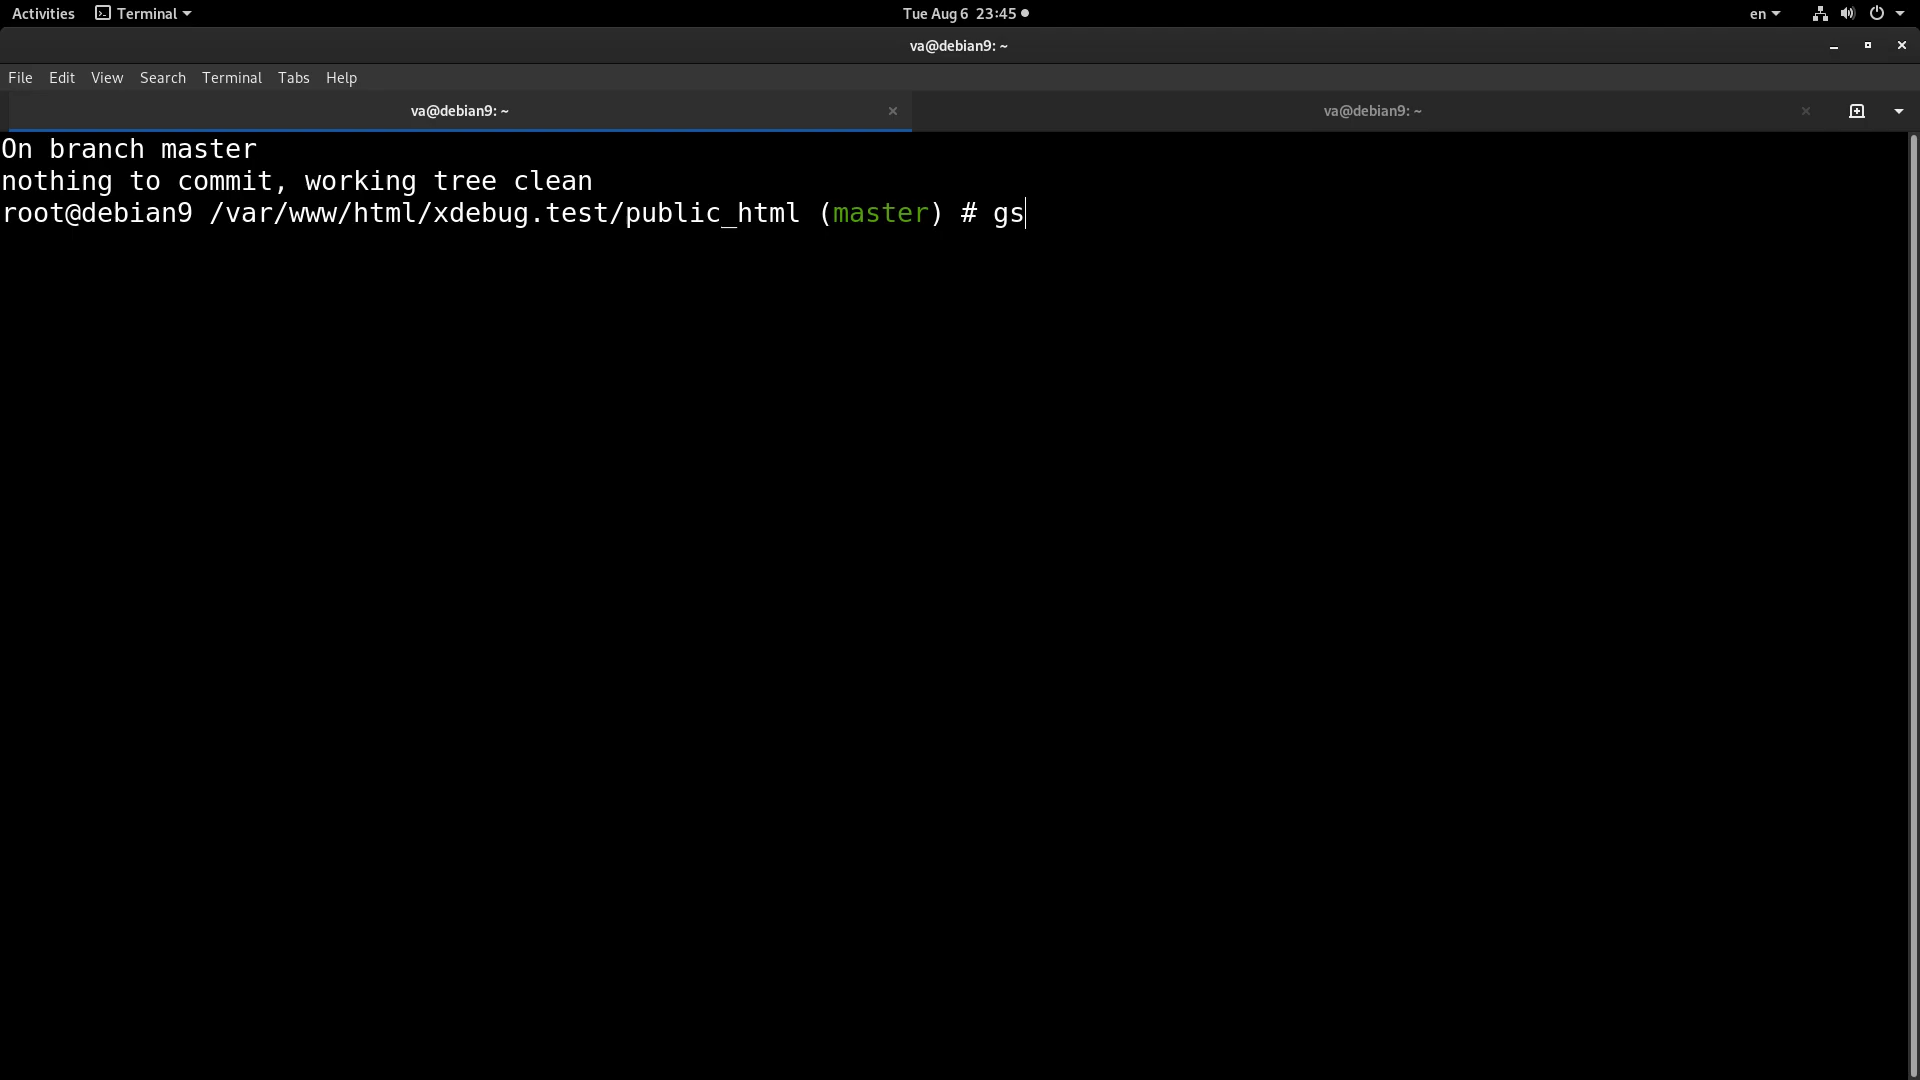 Activities Terminal Tue Aug 6 23:45 en
va@debian9: ~
File Edit View Search Terminal Tabs Help
va@debian9: ~ va@debian9: ~
On branch master
nothing to commit, working tree clean
root@debian9 /var/www/html/xdebug.test/public_html (master) # gs